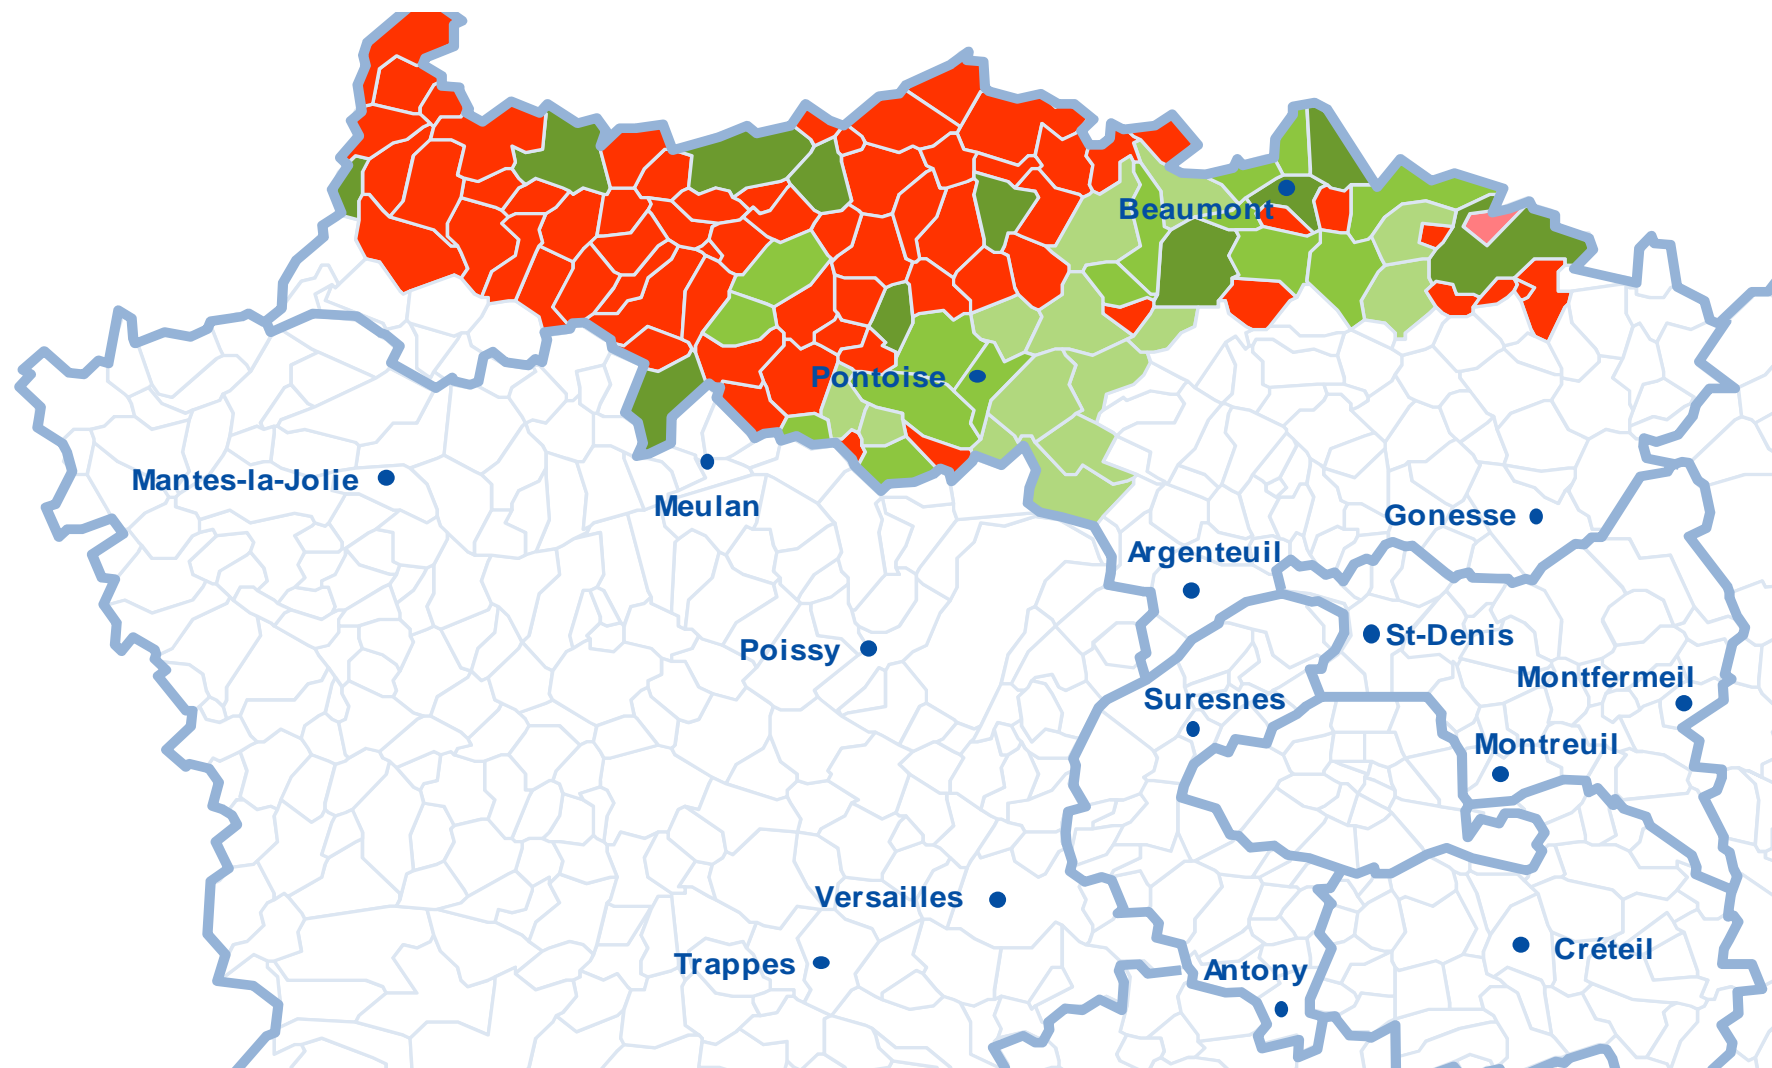 Beaumont
Pontoise
Mantes-la-Jolie
Meulan
Gonesse
Argenteuil
St-Denis
Poissy
Montfermeil
Suresnes
Montreuil
Versailles
Créteil
Trappes
Antony